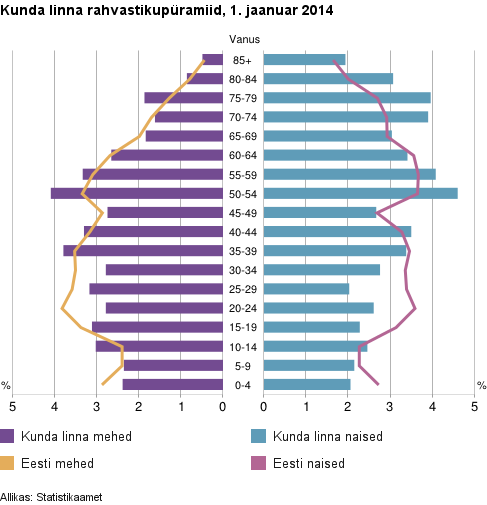 Kunda linna rahvastikupüramiid, 1. jaanuar 2014
Vanus
85+
80-84
75-79
70-74
65-69
60-64
55-59
50-54
45-49
40-44
35-39
30-34
25-29
20-24
15-19
10-14
5-9
% 0-4 %
5 4 3 2 1 0 0 1 2 3 4 5
Kunda linna mehed Kunda linna naised
Eesti mehed Eesti naised
Allikas: Statistikaamet